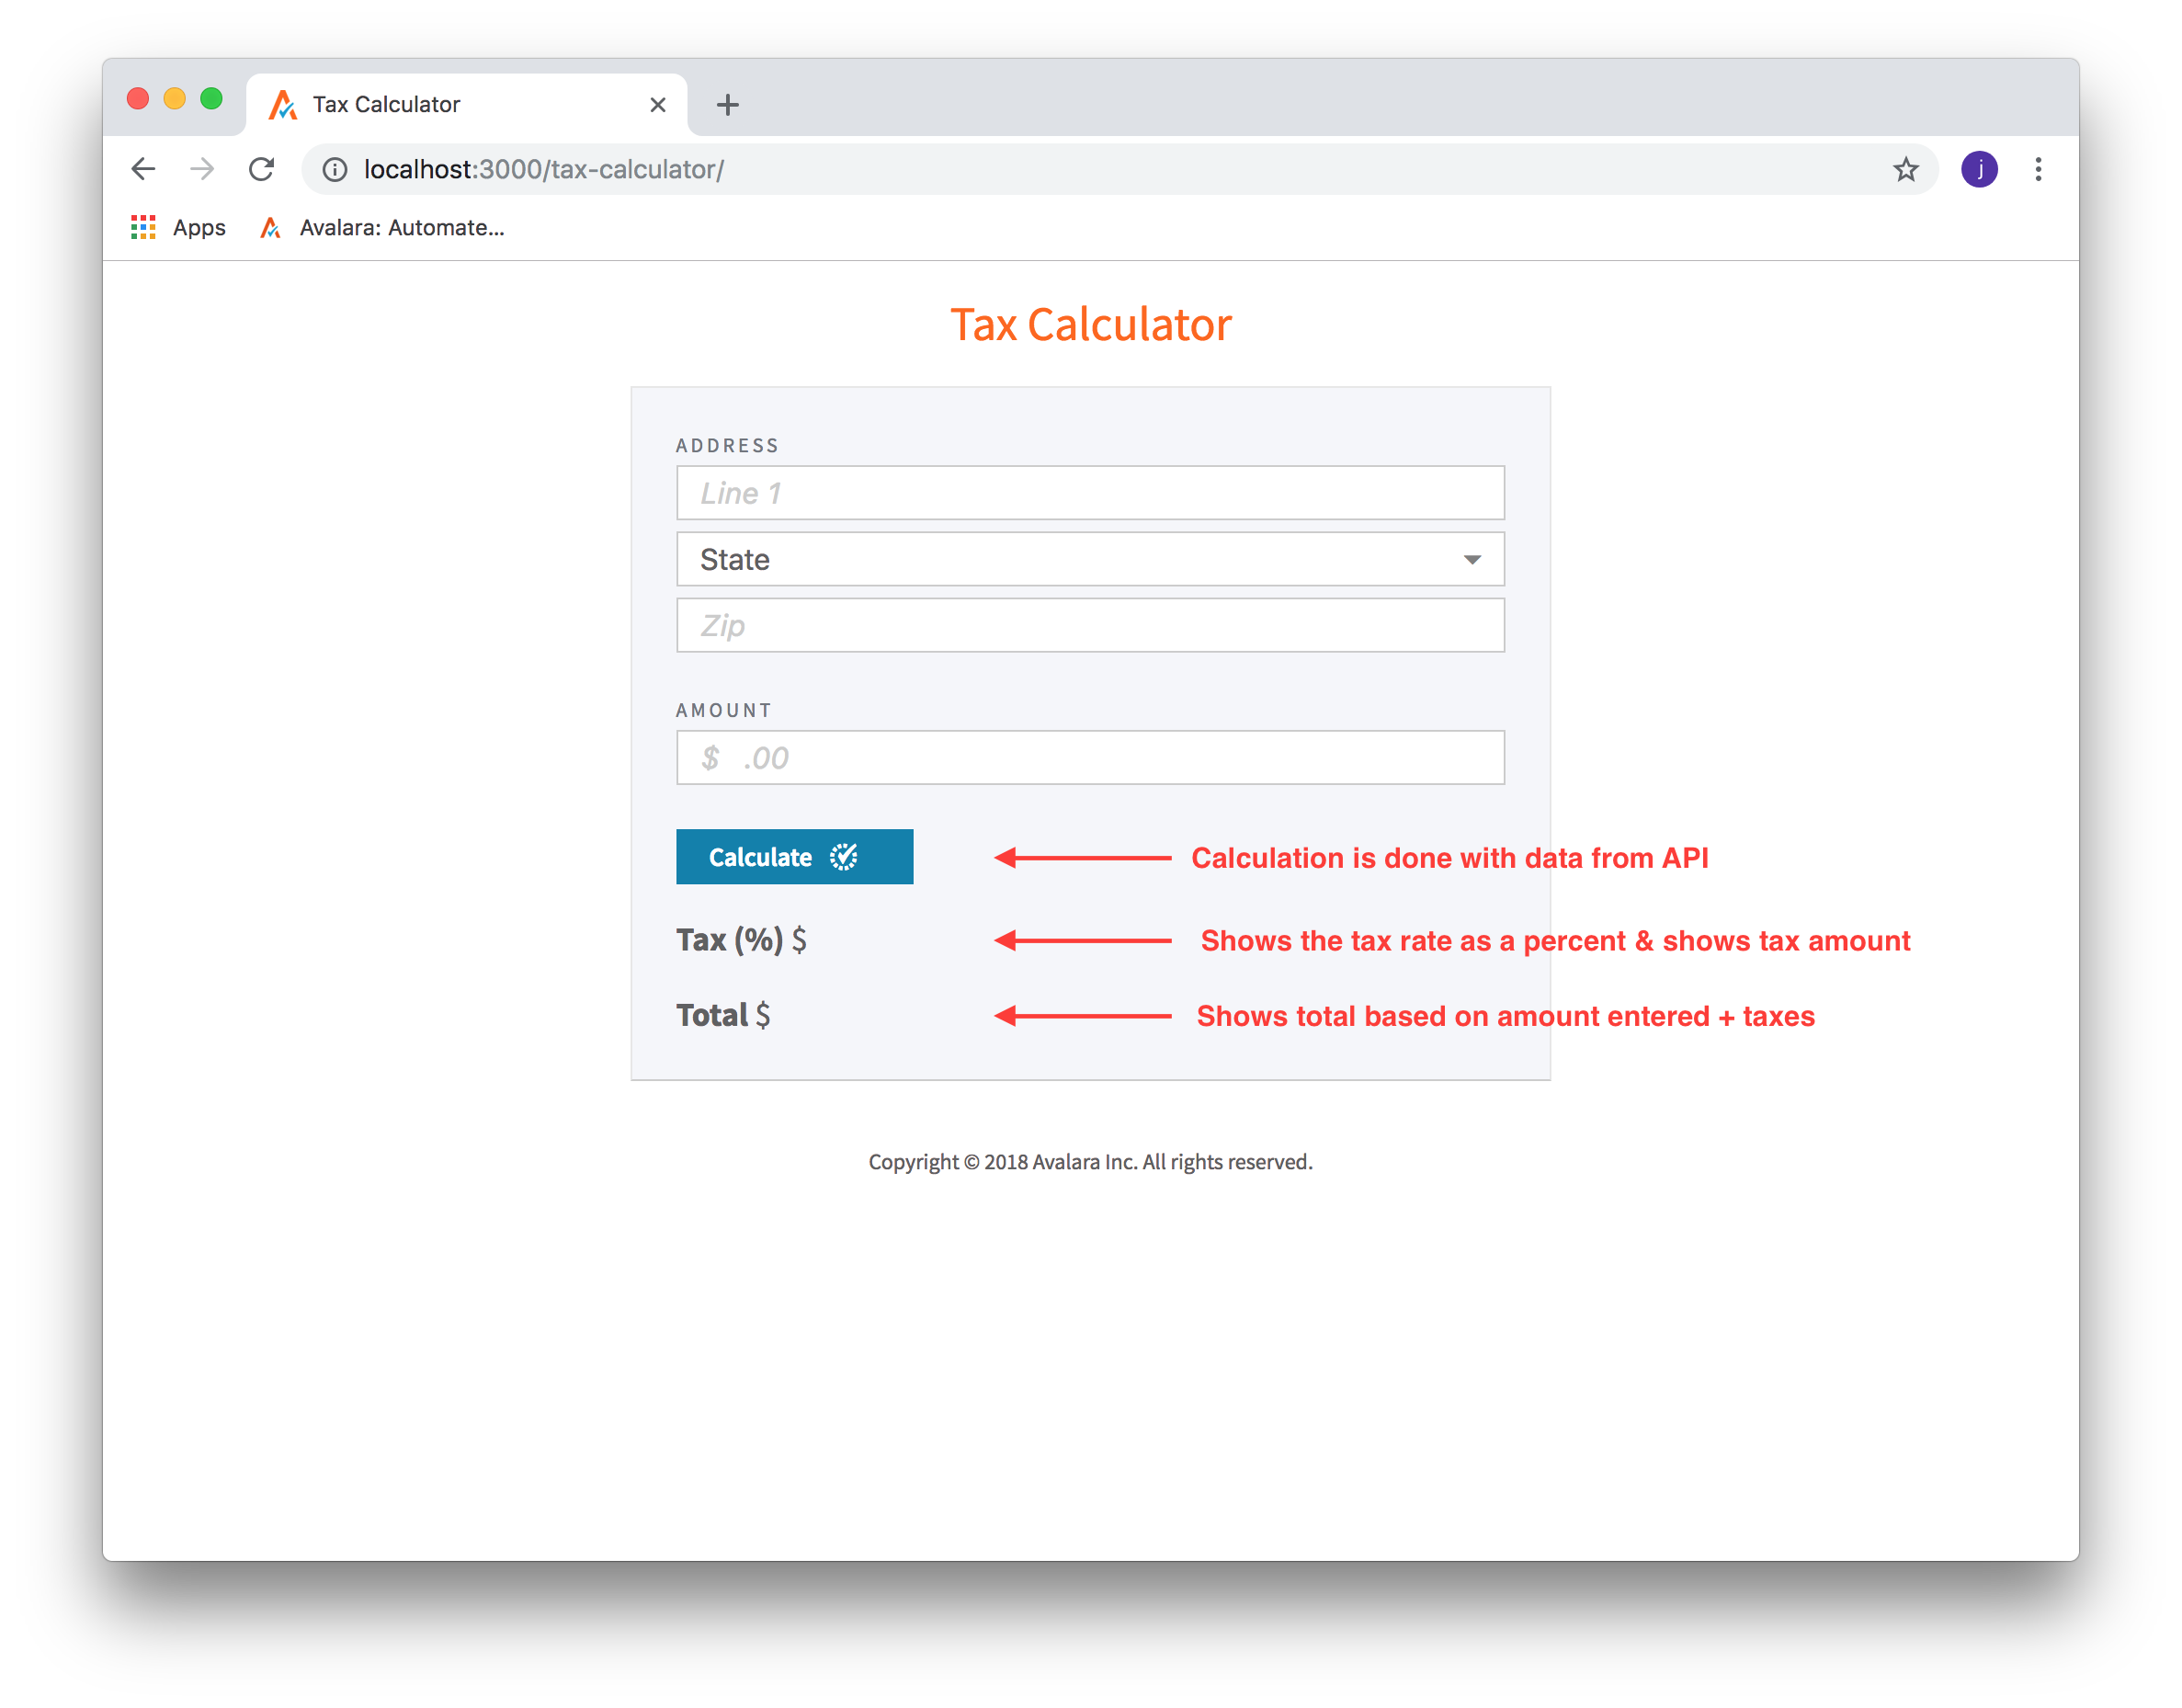 Tax Calculator
localhost:3000/tax-calculator/
j
Apps
Avalara: Automate...
Tax Calculator
ADDRESS
Line 1
State
Zip
AMOUNT
$ .00
Calculate
Calculation is done with data from API
Tax (%) $
Shows the tax rate as a percent & shows tax amount
Total $
Shows total based on amount entered + taxes
Copyright © 2018 Avalara Inc. All rights reserved.